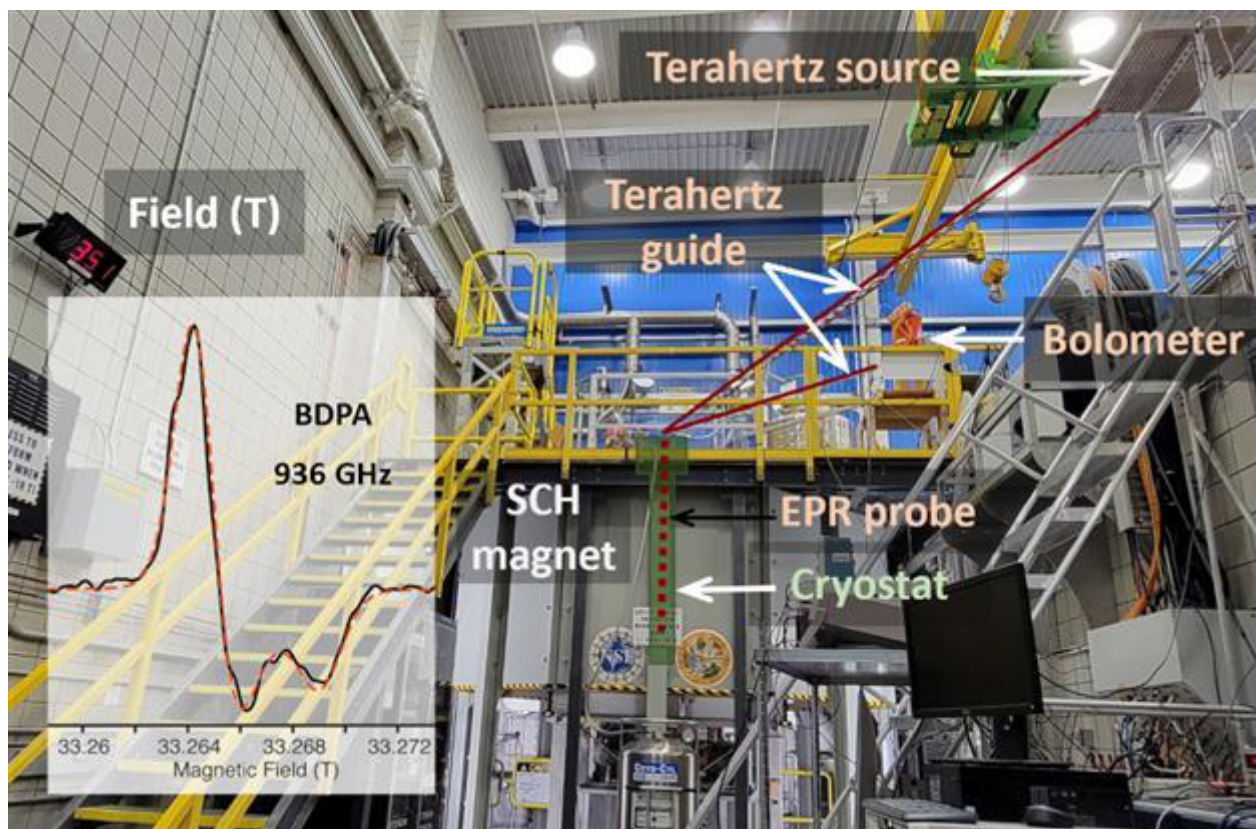 Terahertz source
Terahertz
guide
Field (T)
351
Bolometer
BDPA
936 GHz
SCH
magnet
EPR probe
Cryostat
33.26 33.264 33.268 33.272
Magnetic Field (T)